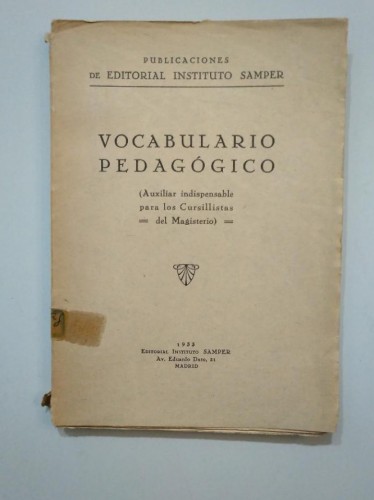 PUBLICACIONES
DE EDITORIAL INSTITUTO SAMPER
VOCABULARIO
PEDAGÓGICO
(Auxiliar indispensable
para los Cursillistas
del Magisterio)
1933
EDITORIAL INSTITUTO SAMPER
Av. Eduardo Dato, 21
MADRID